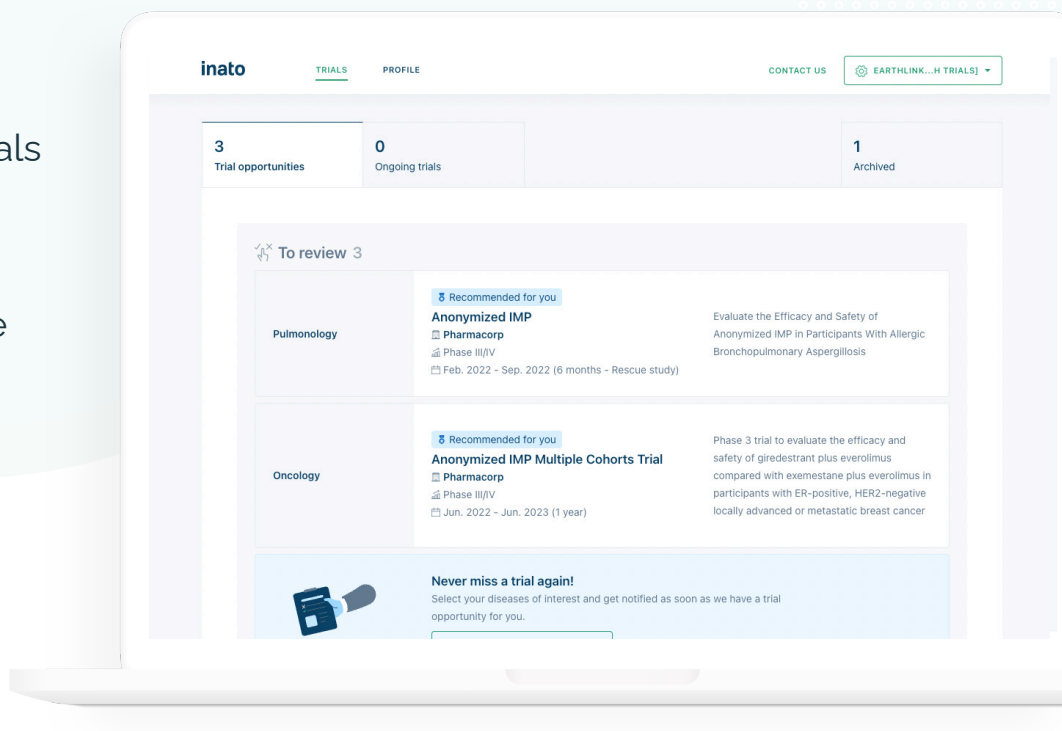 als
e
inato
TRIALS
PROFILE
CONTACT US
EARTHLINK...H TRIALS]
3
Trial opportunities
0
Ongoing trials
1
Archived
To review 3
Pulmonology
Recommended for you
Anonymized IMP
Pharmacorp
Phase III/IV
Feb. 2022 - Sep. 2022 (6 months - Rescue study)
Evaluate the Efficacy and Safety of
Anonymized IMP in Participants With Allergic
Bronchopulmonary Aspergillosis
Oncology
Recommended for you
Anonymized IMP Multiple Cohorts Trial
Pharmacorp
Phase III/IV
Jun. 2022 - Jun. 2023 (1 year)
Phase 3 trial to evaluate the efficacy and
safety of giredestrant plus everolimus
compared with exemestane plus everolimus in
participants with ER-positive, HER2-negative
locally advanced or metastatic breast cancer
Never miss a trial again!
Select your diseases of interest and get notified as soon as we have a trial
opportunity for you.